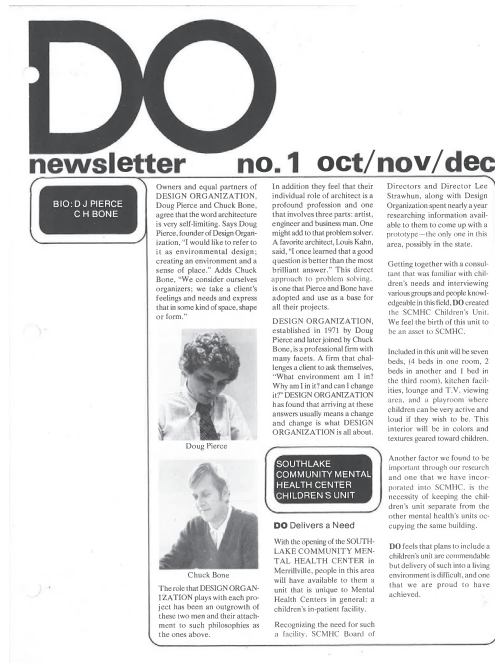 DO
newsletter no.1 oct/nov/dec
BIO: D J PIERCE
C H BONE
Owners and equal partners of
DESIGN ORGANIZATION,
Doug Pierce and Chuck Bone,
agree that the word architecture
is very self-limiting. Says Doug
Pierce, founder of Design Organ-
ization, “I would like to refer to
it as environmental design;
creating an environment and a
sense of place.” Adds Chuck
Bone, “We consider ourselves
organizers; we take a client's
feelings and needs and express
that in some kind of space, shape
or form.”
Doug Pierce
Chuck Bone
The role that DESIGN ORGAN-
IZATION plays with each pro-
ject has been an outgrowth of
these two men and their attach-
ment to such philosophies as
the ones above.
In addition they feel that their
individual role of architect is a
profound profession and one
that involves three parts: artist,
engineer and business man. One
might add to that problem solver.
A favorite architect, Louis Kahn,
said, “I once learned that a good
question is better than the most
brilliant answer.” This direct
approach to problem solving,
is one that Pierce and Bone have
adopted and use as a base for
all their projects.
DESIGN ORGANIZATION,
established in 1971 by Doug
Pierce and later joined by Chuck
Bone, is a professional firm with
many facets. A firm that chal-
lenges a client to ask themselves,
“What environment am I in?
Why am I in it? and can I change
it?” DESIGN ORGANIZATION
has found that arriving at these
answers usually means a change
and change is what DESIGN
ORGANIZATION is all about.
SOUTHLAKE
COMMUNITY MENTAL
HEALTH CENTER
CHILDREN'S UNIT
DO Delivers a Need
With the opening of the SOUTH-
LAKE COMMUNITY MEN-
TAL HEALTH CENTER in
Merrillville, people in this area
will have available to them a
unit that is unique to Mental
Health Centers in general; a
children's in-patient facility.
Recognizing the need for such
a facility, SCMHC Board of
Directors and Director Lee
Strawhun, along with Design
Organization spent nearly a year
researching information avail-
able to them to come up with a
prototype – the only one in this
area, possibly in the state.
Getting together with a consul-
tant that was familiar with chil-
dren's needs and interviewing
various groups and people knowl-
edgeable in this field, DO created
the SCMHC Children's Unit.
We feel the birth of this unit to
be an asset to SCMHC.
Included in this unit will be seven
beds, (4 beds in one room, 2
beds in another and 1 bed in
the third room), kitchen facil-
ities, lounge and T.V. viewing
area, and a playroom where
children can be very active and
loud if they wish to be. This
interior will be in colors and
textures geared toward children.
Another factor we found to be
important through our research
and one that we have incor-
porated into SCMHC, is the
necessity of keeping the chil-
dren's unit separate from the
other mental health's units oc-
cupying the same building.
DO feels that plans to include a
children's unit are commendable
but delivery of such into a living
environment is difficult, and one
that we are proud to have
achieved.